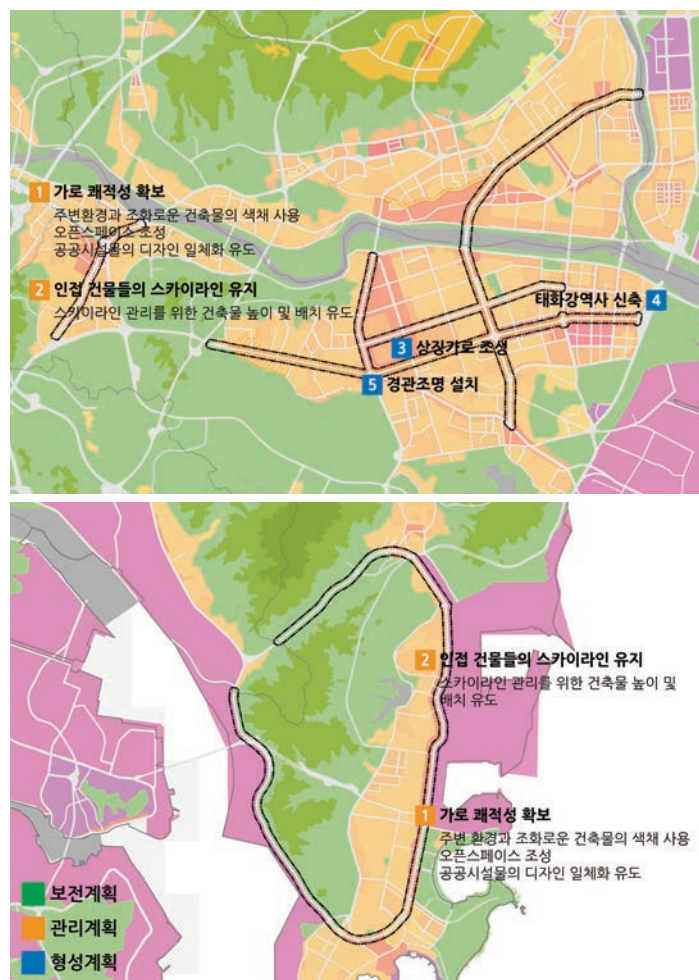 1 가로 쾌적성 확보
주변환경과 조화로운 건축물의 색채 사용
오픈스페이스 조성
공공시설물의 디자인 일체화 유도
2 인접 건물들의 스카이라인 유지
스카이라인 관리를 위한 건축물 높이 및 배치 유도
태화강역사 신축 4
3 상징가로 조성
5 경관조명 설치
2 인접 건물들의 스카이라인 유지
스카이라인 관리를 위한 건축물 높이 및
배치 유도
1 가로 쾌적성 확보
주변 환경과 조화로운 건축물의 색채 사용
오픈스페이스 조성
공공시설물의 디자인 일체화 유도
보전계획
관리계획
형성계획